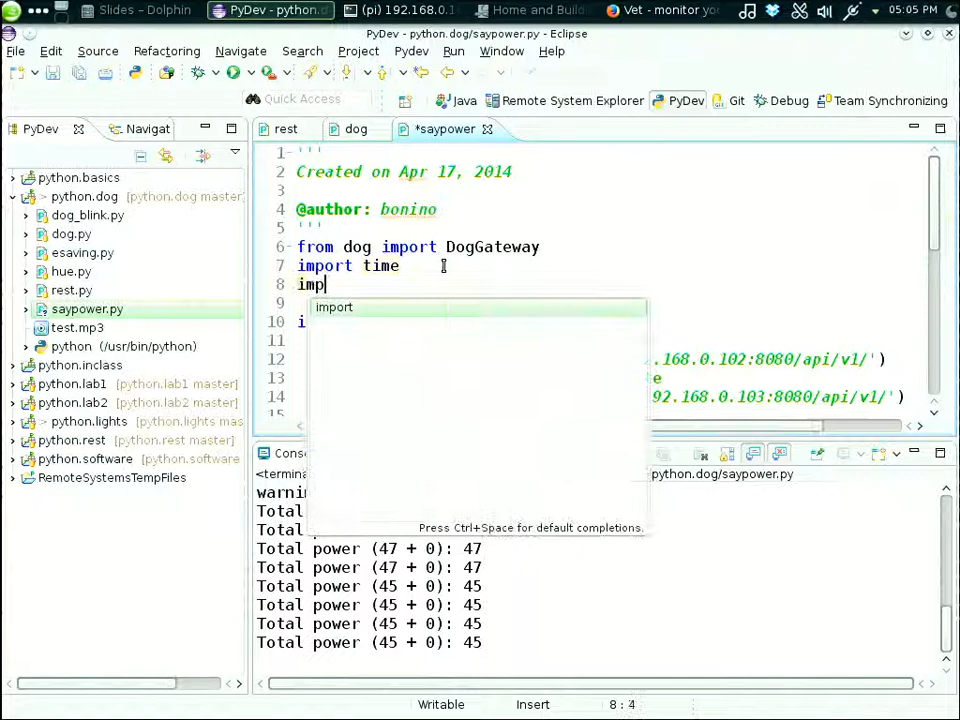 Slides – Dolphin
PyDev - python.d
(pi) 192.168.0.1
Home and Build
Vet - monitor yo
05:05 PM
PyDev - python.dog/saypower.py - Eclipse
File Edit Source Refactoring Navigate Search Project Pydev Run Window Help
Quick Access
Java Remote System Explorer PyDev Git Debug Team Synchronizing
PyDev Navigat
rest dog *saypower
python.basics
> python.dog [python.dog master]
dog_blink.py
dog.py
esaving.py
hue.py
rest.py
saypower.py
test.mp3
python (/usr/bin/python)
python.inclass
python.lab1 [python.lab1 master]
python.lab2 [python.lab2 master]
> python.lights [python.lights mas
python.rest [python.rest master]
python.software [python.software
RemoteSystemsTempFiles
1 '''
2 Created on Apr 17, 2014
3
4 @author: bonino
5 '''
6 from dog import DogGateway
7 import time
8 imp
9
10 i
11
12 .168.0.102:8080/api/v1/')
13 e
14 92.168.0.103:8080/api/v1/')
15
import
Press Ctrl+Space for default completions.
Conso
<termina python.dog/saypower.py
warnin
Total
Total
Total power (47 + 0): 47
Total power (47 + 0): 47
Total power (45 + 0): 45
Total power (45 + 0): 45
Total power (45 + 0): 45
Total power (45 + 0): 45
Writable Insert 8 : 4